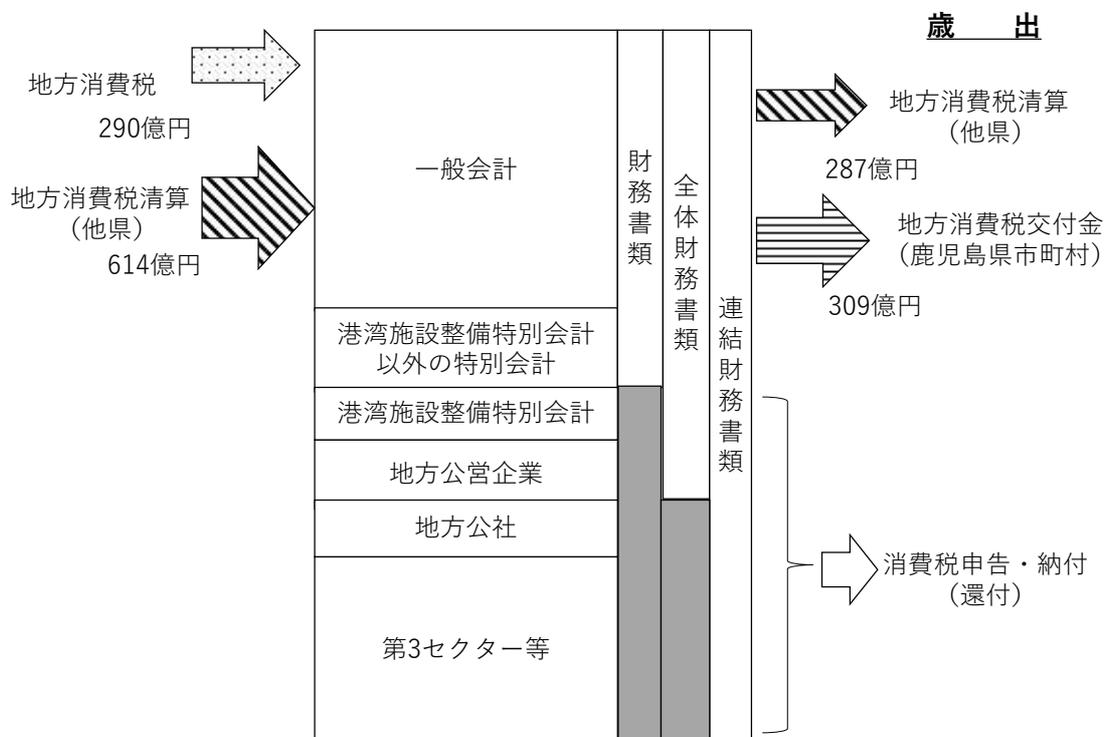 歳　出
地方消費税
290億円
地方消費税清算
（他県）
614億円
一般会計
港湾施設整備特別会計
以外の特別会計
港湾施設整備特別会計
地方公営企業
地方公社
第3セクター等
財務書類
全体財務書類
連結財務書類
地方消費税清算
（他県）
287億円
地方消費税交付金
（鹿児島県市町村）
309億円
消費税申告・納付
（還付）